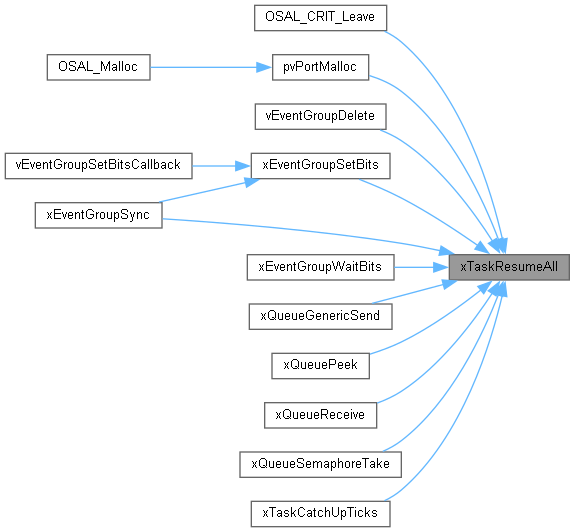 OSAL_CRIT_Leave
OSAL_Malloc
pvPortMalloc
vEventGroupDelete
vEventGroupSetBitsCallback
xEventGroupSetBits
xEventGroupSync
xEventGroupWaitBits
xTaskResumeAll
xQueueGenericSend
xQueuePeek
xQueueReceive
xQueueSemaphoreTake
xTaskCatchUpTicks